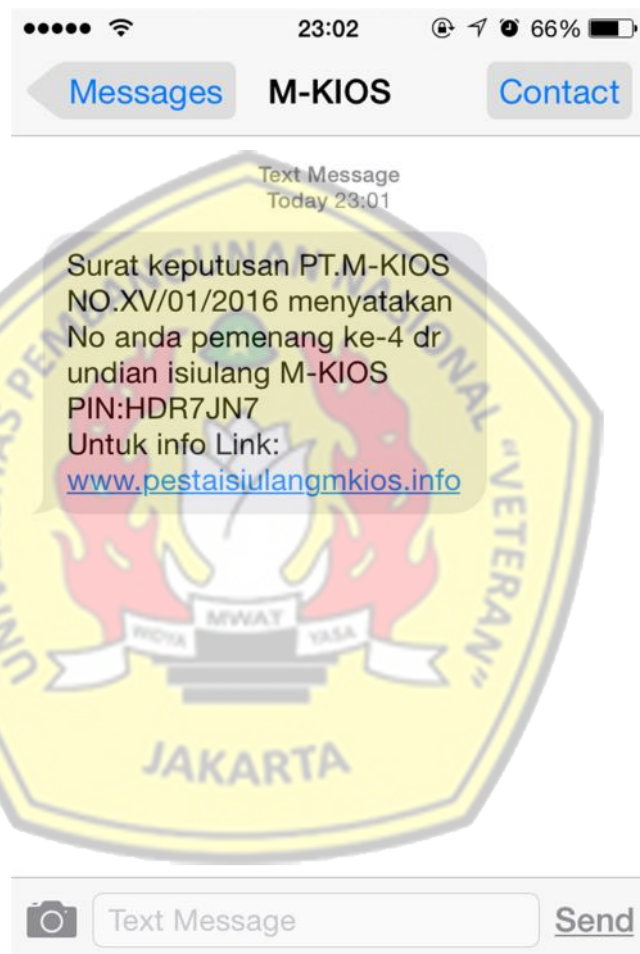 23:02
66%
Messages
M-KIOS
Contact
Text Message
Today 23:01
Surat keputusan PT.M-KIOS
NO.XV/01/2016 menyatakan
No anda pemenang ke-4 dr
undian isiulang M-KIOS
PIN:HDR7JN7
Untuk info Link:
www.pestaisiulangmkios.info
PEMBANGUNAN NASIONAL "VETERAN"
WIDYA MWAT YASA
JAKARTA
Text Message
Send